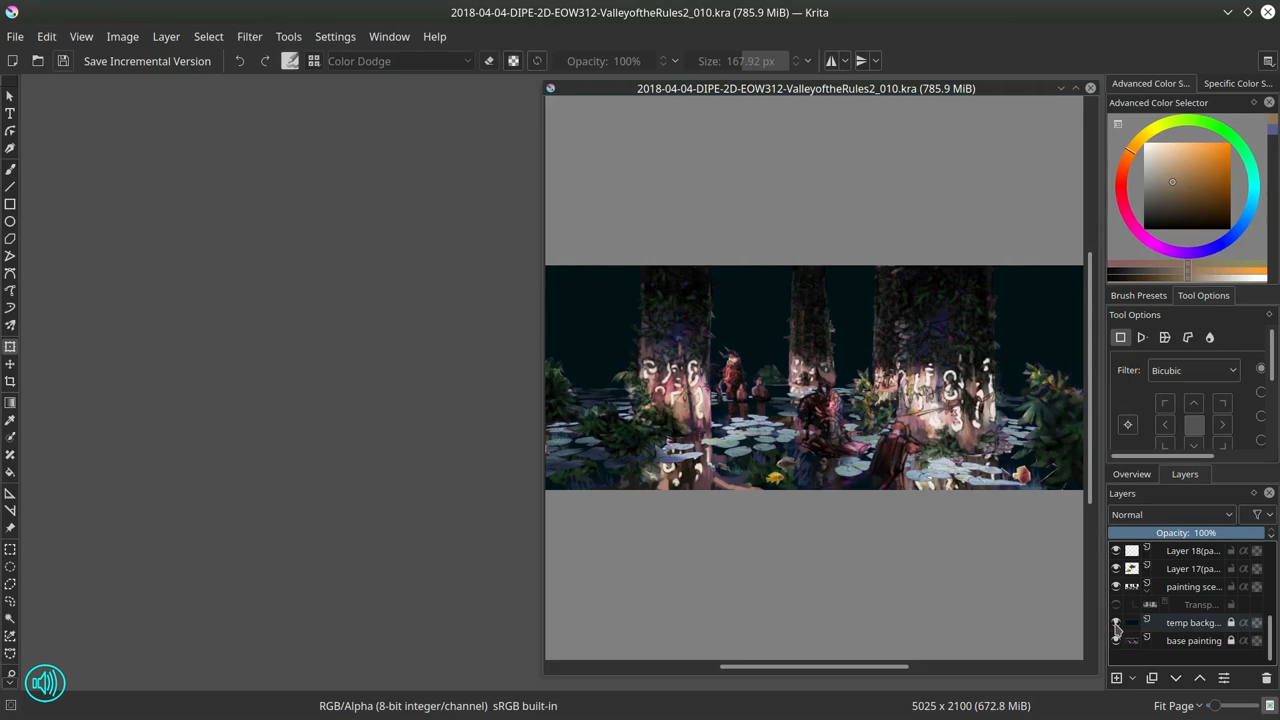 2018-04-04-DIPE-2D-EOW312-ValleyoftheRules2_010.kra (785.9 MiB) — Krita
File Edit View Image Layer Select Filter Tools Settings Window Help
Save Incremental Version Color Dodge Opacity: 100% Size: 167.92 px
2018-04-04-DIPE-2D-EOW312-ValleyoftheRules2_010.kra (785.9 MiB)
Advanced Color S... Specific Color S...
Advanced Color Selector
Brush Presets Tool Options
Tool Options
Filter: Bicubic
Overview Layers
Layers
Normal
Opacity: 100%
Layer 18(pa...
Layer 17(pa...
painting sce...
Transp...
temp backg...
base painting
RGB/Alpha (8-bit integer/channel) sRGB built-in 5025 x 2100 (672.8 MiB) Fit Page